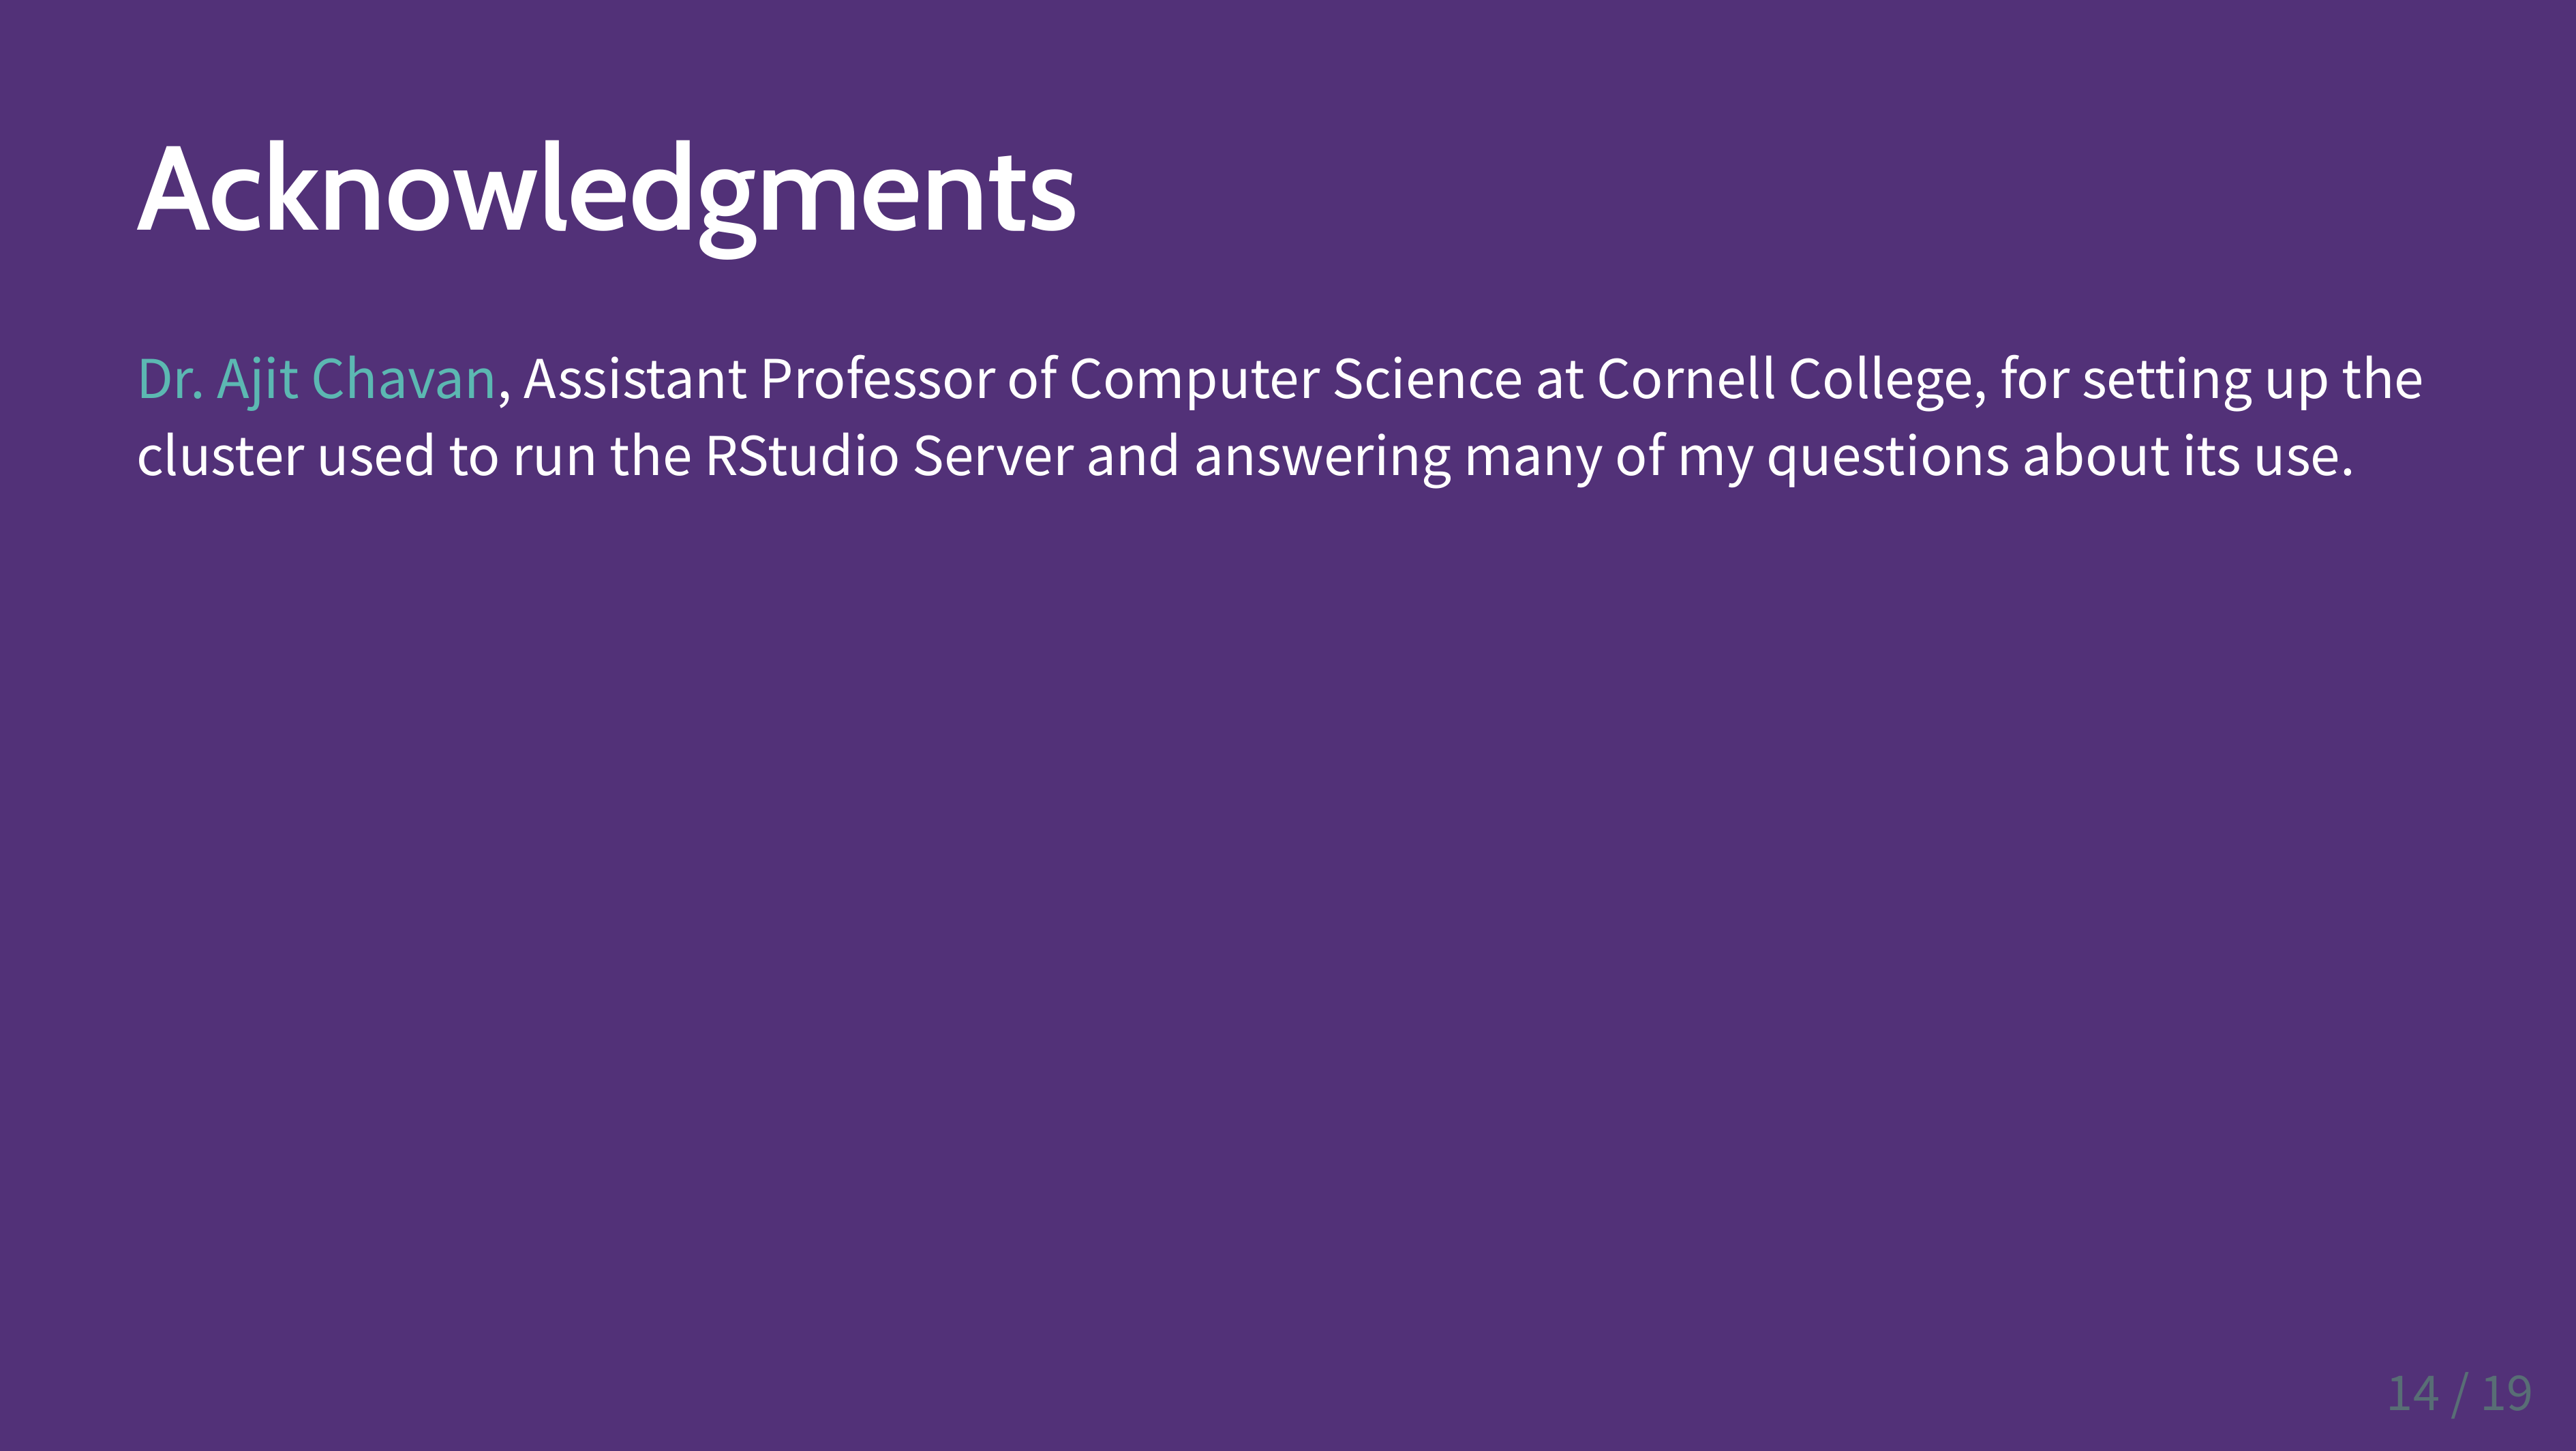 Acknowledgments
Dr. Ajit Chavan, Assistant Professor of Computer Science at Cornell College, for setting up the
cluster used to run the RStudio Server and answering many of my questions about its use.
14 / 19